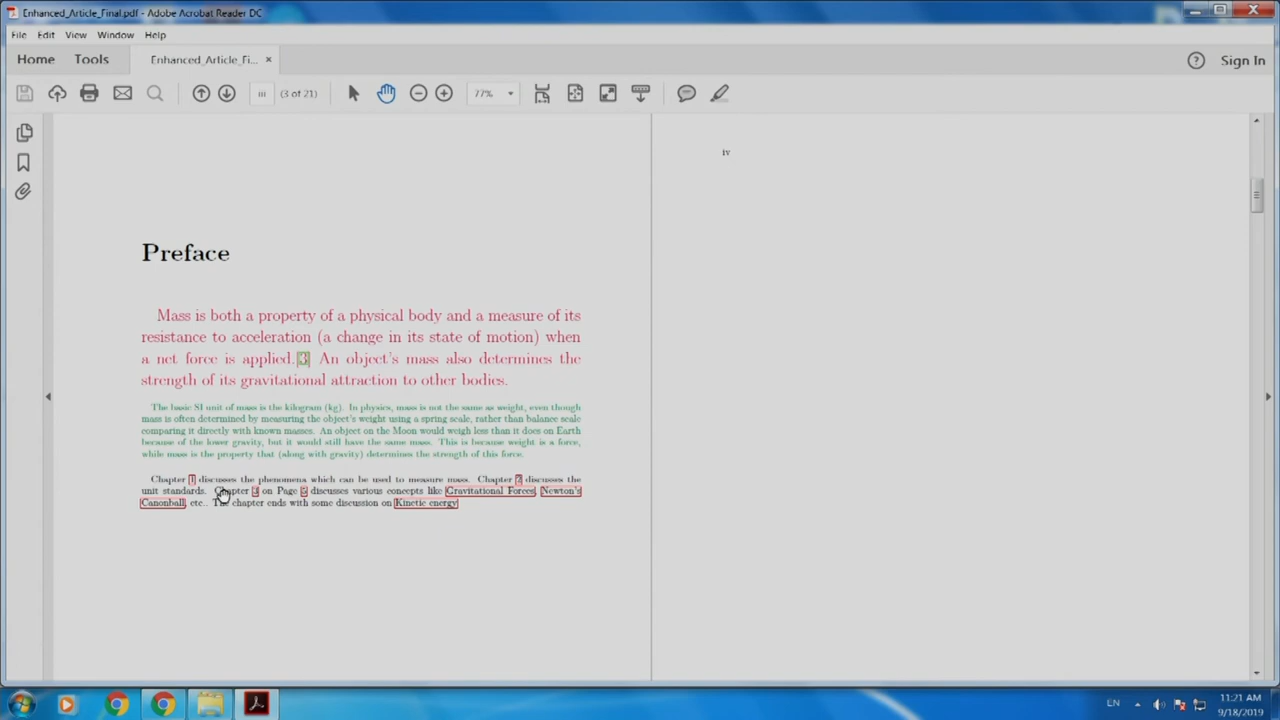 Enhanced_Article_Final.pdf - Adobe Acrobat Reader DC
File Edit View Window Help
Home Tools Enhanced_Article_Fi... × Sign In
iii (3 of 21) 77%
iv
Preface
Mass is both a property of a physical body and a measure of its
resistance to acceleration (a change in its state of motion) when
a net force is applied.[3] An object's mass also determines the
strength of its gravitational attraction to other bodies.
The basic SI unit of mass is the kilogram (kg). In physics, mass is not the same as weight, even though
mass is often determined by measuring the object's weight using a spring scale, rather than balance scale
comparing it directly with known masses. An object on the Moon would weigh less than it does on Earth
because of the lower gravity, but it would still have the same mass. This is because weight is a force,
while mass is the property that (along with gravity) determines the strength of this force.
Chapter 1 discusses the phenomena which can be used to measure mass. Chapter 2 discusses the
unit standards. Chapter 3 on Page 5 discusses various concepts like Gravitational Forces, Newton's
Canonball, etc.. The chapter ends with some discussion on Kinetic energy
EN 11:21 AM
9/18/2019